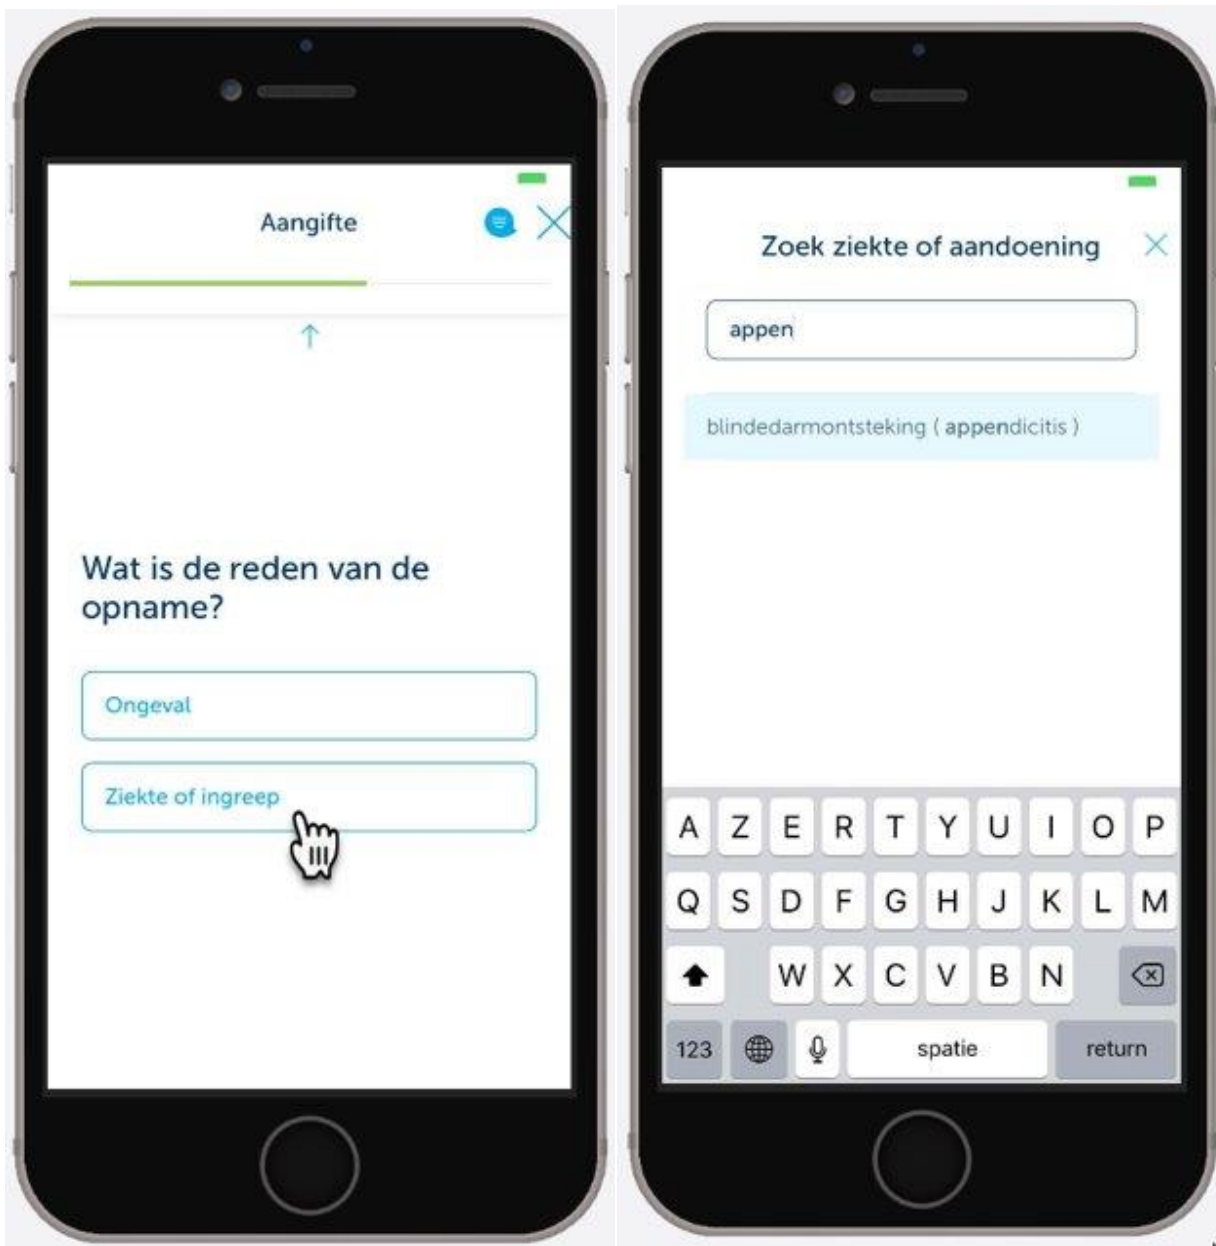 Aangifte
Wat is de reden van de
opname?
Ongeval
Ziekte of ingreep
Zoek ziekte of aandoening
appen
blindedarmontsteking ( appendicitis )
A Z E R T Y U I O P
Q S D F G H J K L M
W X C V B N
123 spatie return